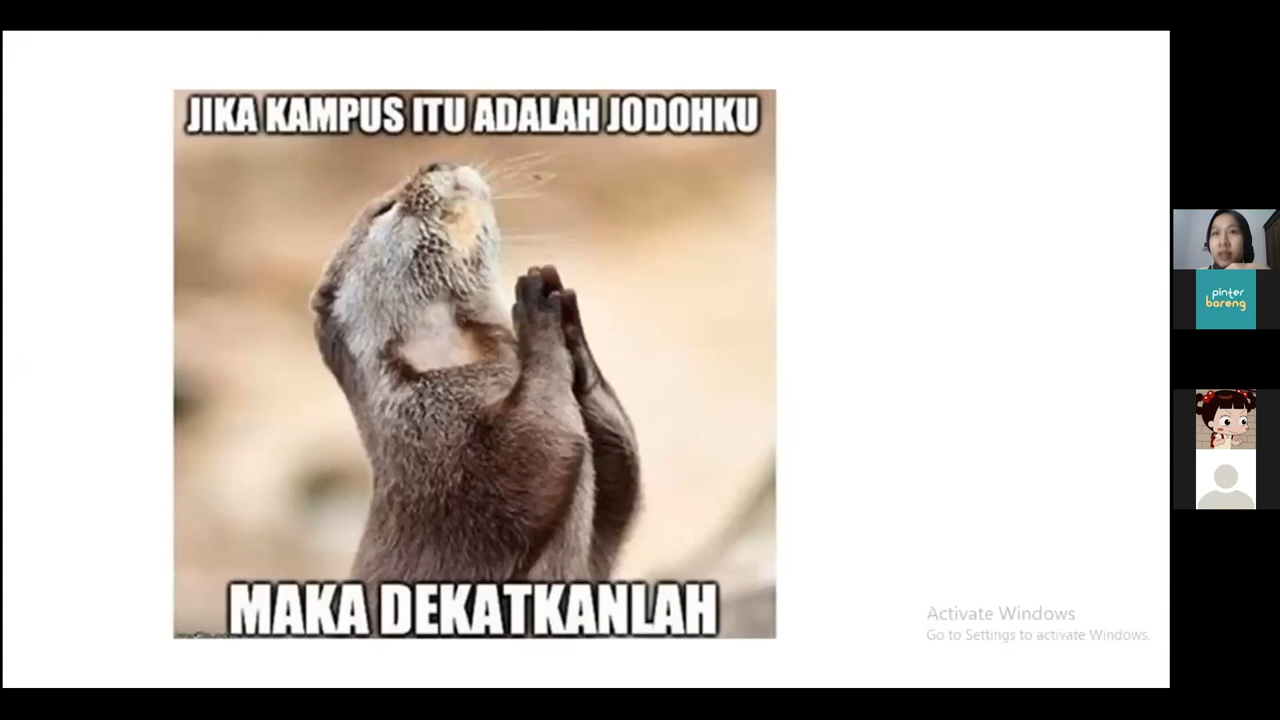 JIKA KAMPUS ITU ADALAH JODOHKU
MAKA DEKATKANLAH
pinter
bareng
Activate Windows
Go to Settings to activate Windows.